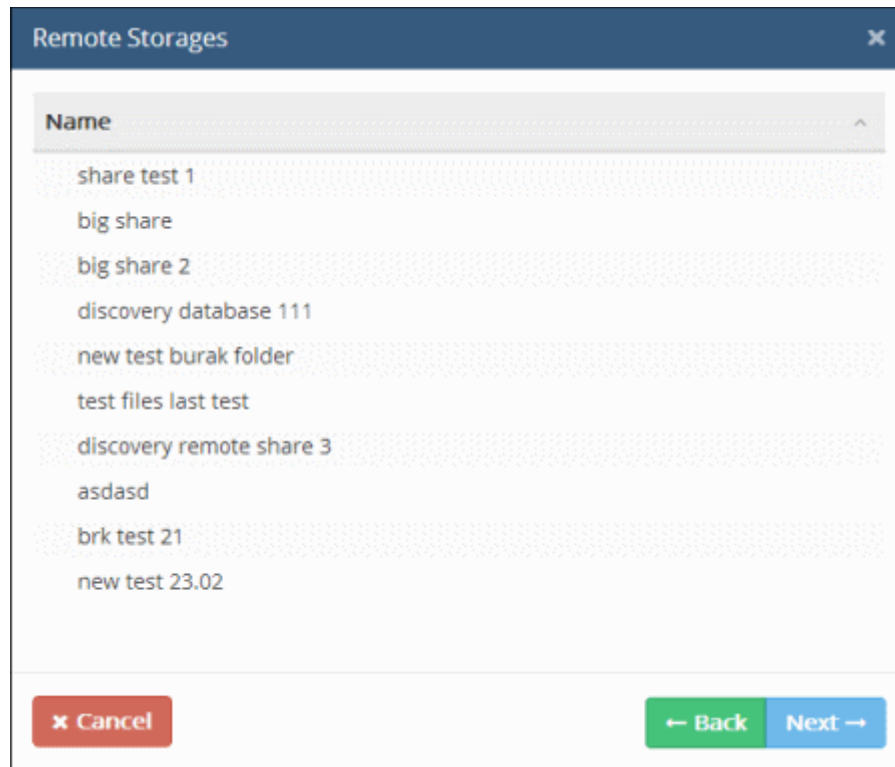 Remote Storages
Name
share test 1
big share
big share 2
discovery database 111
new test burak folder
test files last test
discovery remote share 3
asdasd
brk test 21
new test 23.02
× Cancel
← Back Next →